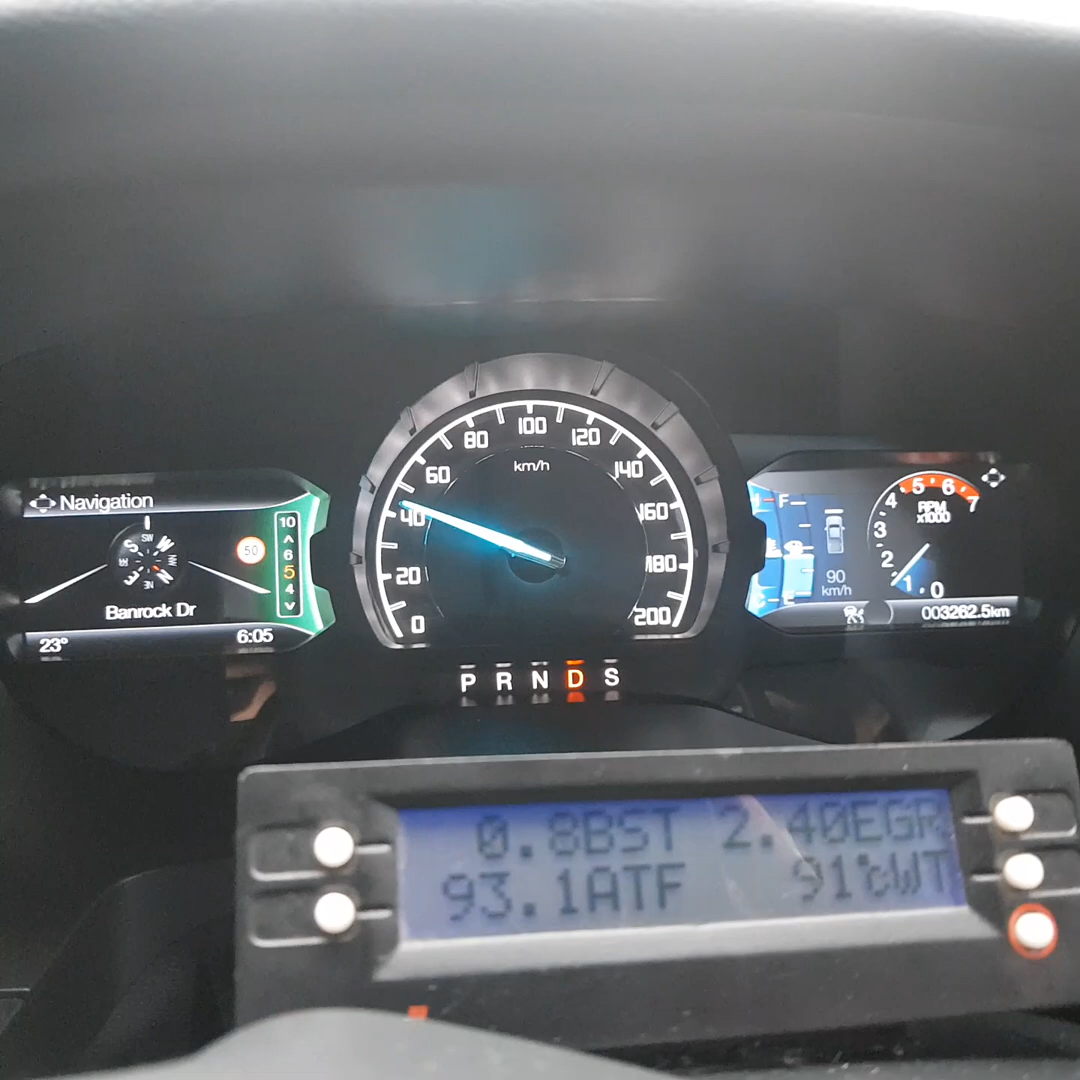 Navigation
SW
S W
SE NW
E N
NE
50
10
6
5
4
Banrock Dr
23° 6:05
0
20
40
60
80
100
120
140
160
180
200
km/h
P R N D S
F
E
C
90
km/h
0
1
2
3
4
5
6
7
RPM
x1000
003262.5km
0.8BST 2.40EGR
93.1ATF 91°cWT